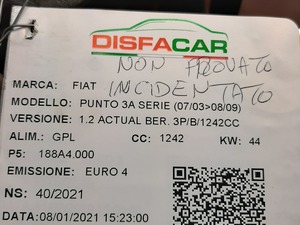 DISFACAR
NON PROVATO
MARCA: FIAT
INCIDENTATO
MODELLO: PUNTO 3A SERIE (07/03>08/09)
VERSIONE: 1.2 ACTUAL BER. 3P/B/1242CC
ALIM.: GPL CC: 1242 KW: 44
P5: 188A4.000
EMISSIONE: EURO 4
NS: 40/2021
DATA:08/01/2021 15:23:00